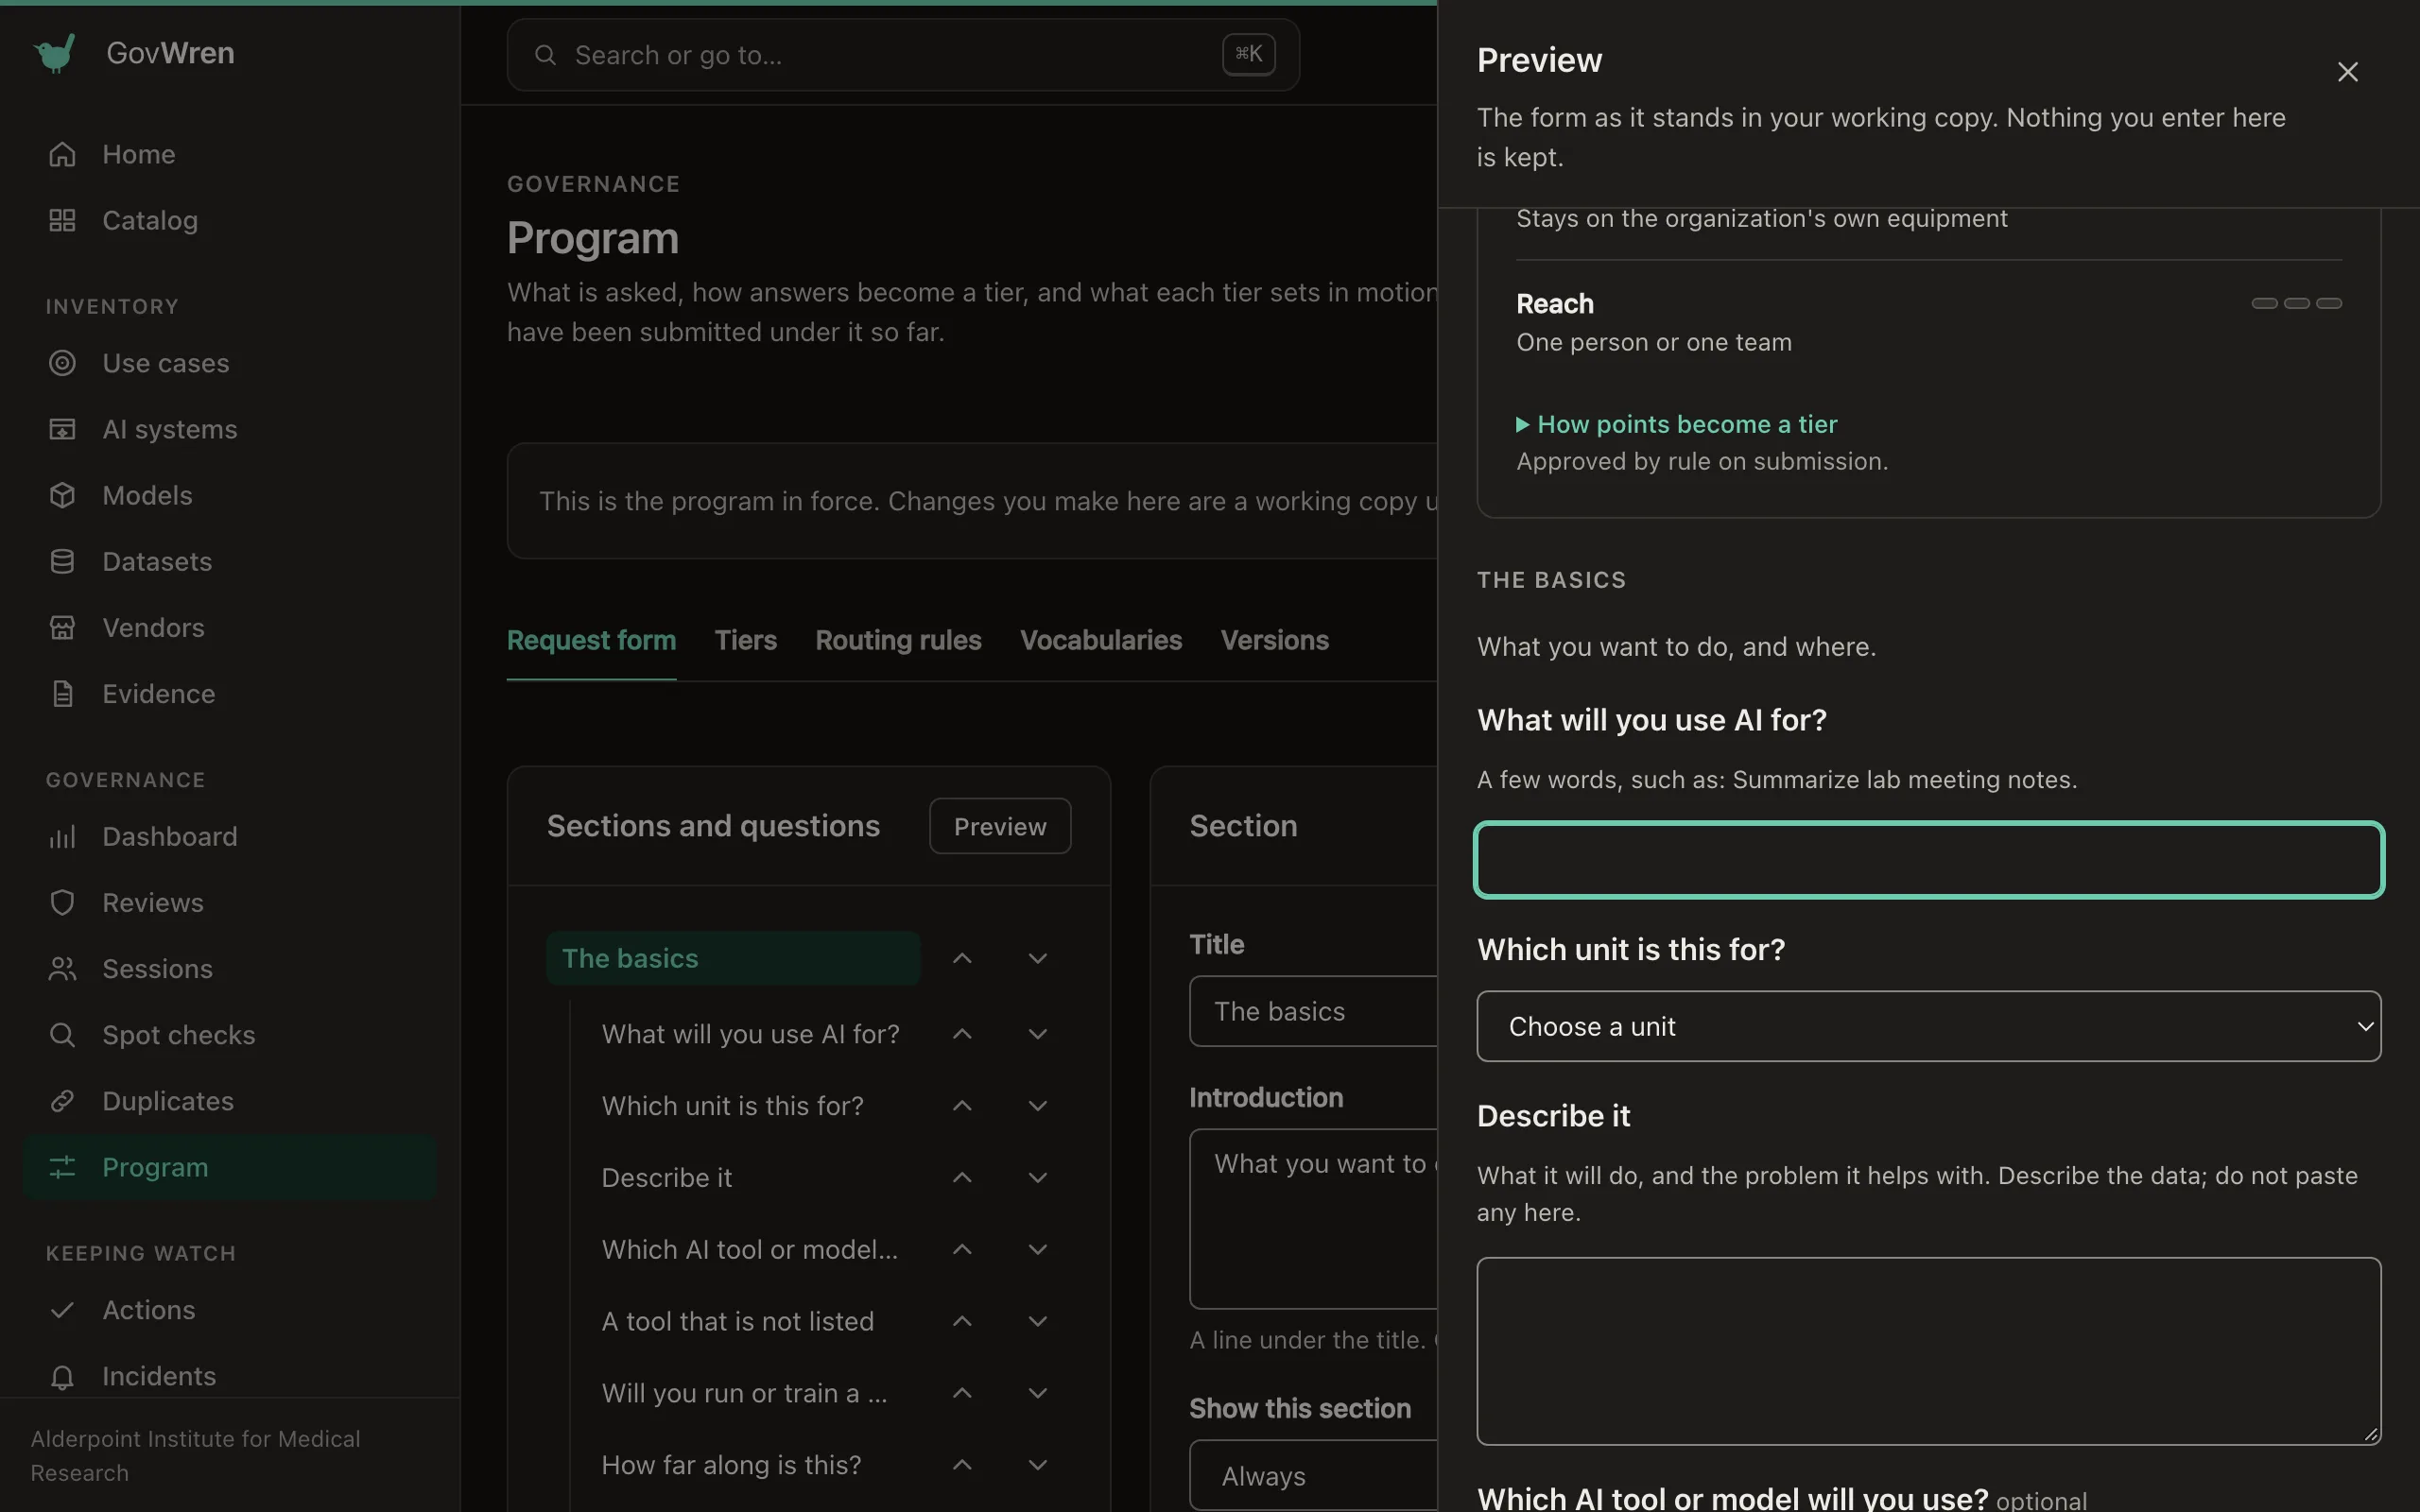 GovWren
Home
Catalog
INVENTORY
Use cases
AI systems
Models
Datasets
Vendors
Evidence
GOVERNANCE
Dashboard
Reviews
Sessions
Spot checks
Duplicates
Program
KEEPING WATCH
Actions
Incidents
Alderpoint Institute for Medical
Research
Search or go to...
⌘K
GOVERNANCE
Program
What is asked, how answers become a tier, and what each tier sets in motion
have been submitted under it so far.
This is the program in force. Changes you make here are a working copy u
Request form
Tiers
Routing rules
Vocabularies
Versions
Sections and questions
Preview
The basics
What will you use AI for?
Which unit is this for?
Describe it
Which AI tool or model...
A tool that is not listed
Will you run or train a ...
How far along is this?
Section
Title
The basics
Introduction
What you want to
A line under the title.
Show this section
Always
Preview
The form as it stands in your working copy. Nothing you enter here
is kept.
Stays on the organization's own equipment
Reach
One person or one team
How points become a tier
Approved by rule on submission.
THE BASICS
What you want to do, and where.
What will you use AI for?
A few words, such as: Summarize lab meeting notes.
Which unit is this for?
Choose a unit
Describe it
What it will do, and the problem it helps with. Describe the data; do not paste
any here.
Which AI tool or model will you use? optional